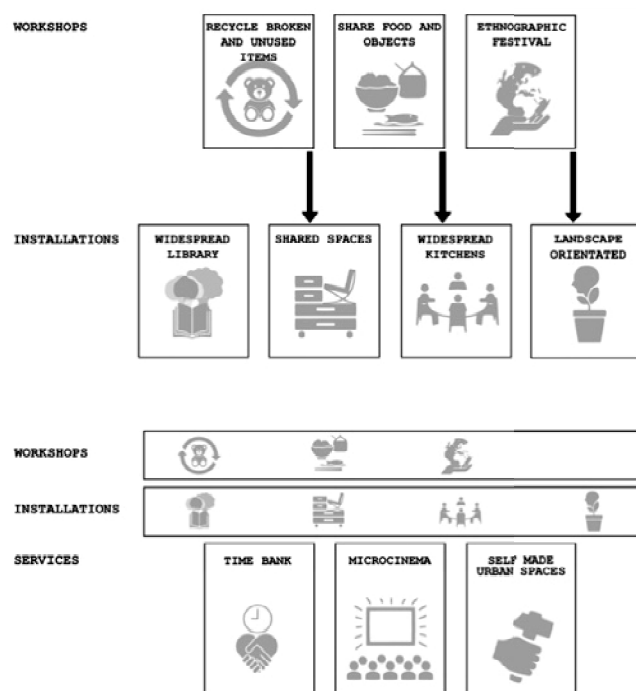 WORKSHOPS
RECYCLE BROKEN
AND UNUSED
ITEMS
SHARE FOOD AND
OBJECTS
ETHNOGRAPHIC
FESTIVAL
INSTALLATIONS
WIDESPREAD
LIBRARY
SHARED SPACES
WIDESPREAD
KITCHENS
LANDSCAPE
ORIENTATED
WORKSHOPS
INSTALLATIONS
SERVICES
TIME BANK
MICROCINEMA
SELF MADE
URBAN SPACES